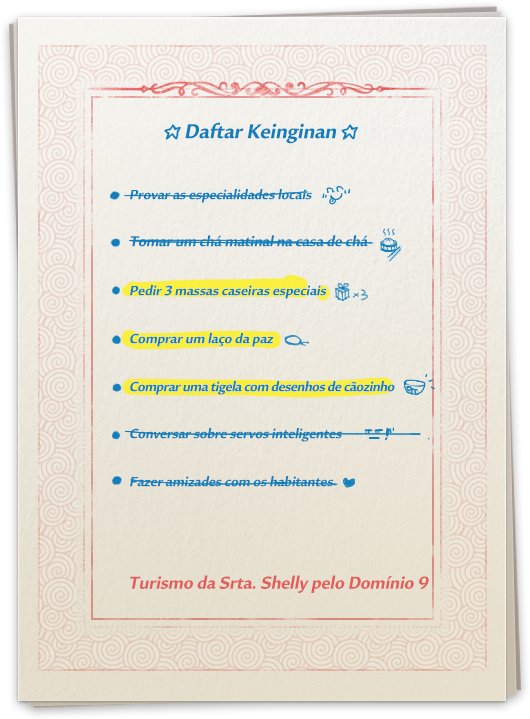 ☆ Daftar Keinginan ☆
Provar as especialidades locais
Tomar um chá matinal na casa de chá
Pedir 3 massas caseiras especiais x3
Comprar um laço da paz
Comprar uma tigela com desenhos de cãozinho
Conversar sobre servos inteligentes
Fazer amizades com os habitantes
Turismo da Srta. Shelly pelo Domínio 9